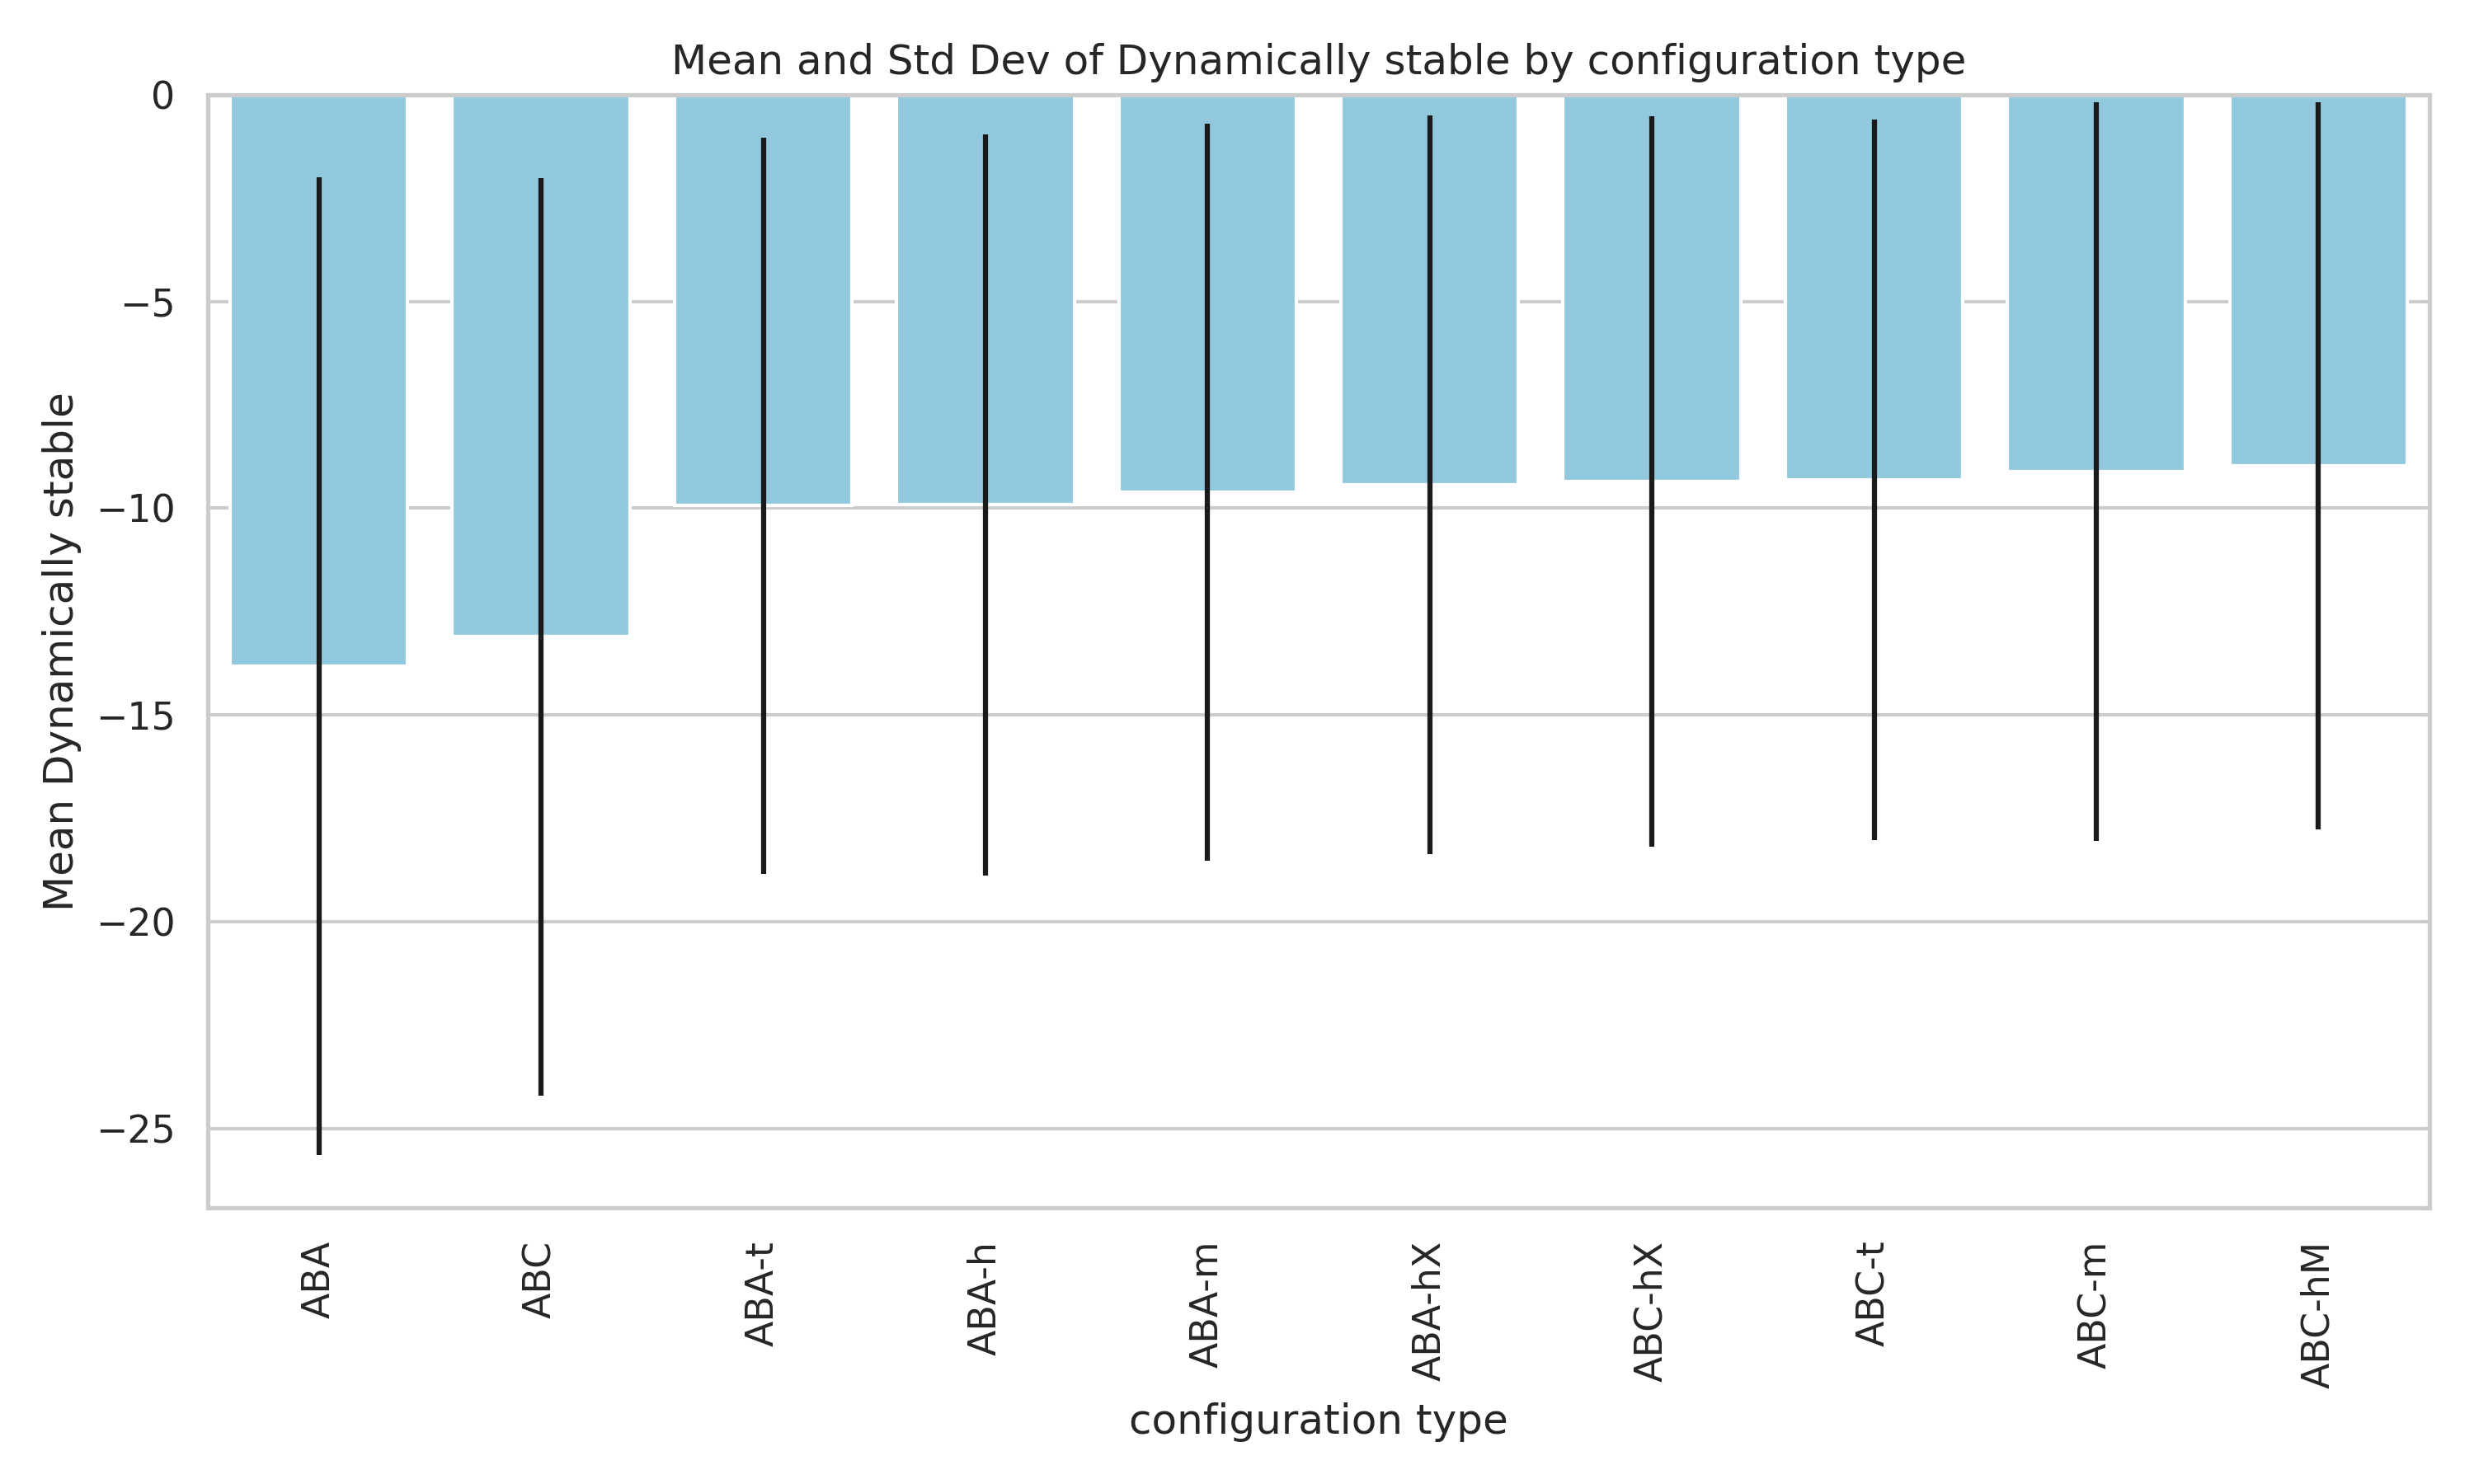 Mean and Std Dev of Dynamically stable by configuration type
Mean Dynamically stable
0
−5
−10
−15
−20
−25
ABA
ABC
ABA-t
ABA-h
ABA-m
ABA-hX
ABC-hX
ABC-t
ABC-m
ABC-hM
configuration type